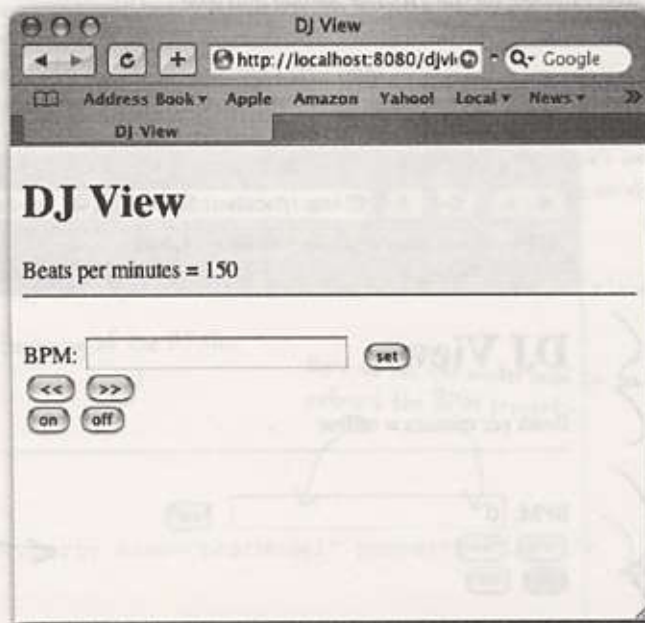 DJ View
http://localhost:8080/djvi Google
Address Book Apple Amazon Yahoo! Local News
DJ View
DJ View
Beats per minutes = 150
BPM: set
<< >>
on off